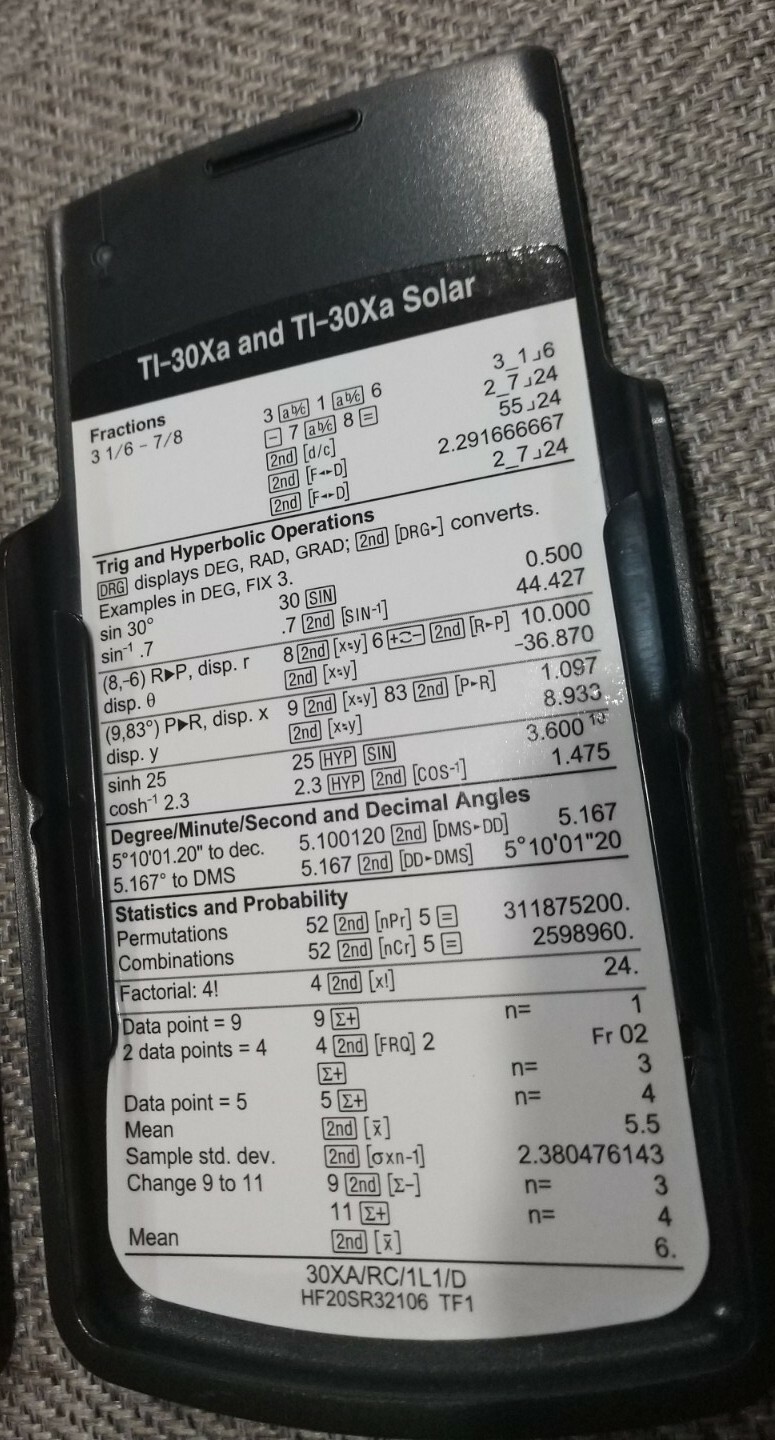 TI-30Xa and TI-30Xa Solar
Fractions
3 1/6 - 7/8 3 [a b/c] 1 [a b/c] 6 3_1⌟6
[−] 7 [a b/c] 8 [=] 2_7⌟24
[2nd] [d/c] 55⌟24
[2nd] [F◄►D] 2.291666667
[2nd] [F◄►D] 2_7⌟24
Trig and Hyperbolic Operations
[DRG] displays DEG, RAD, GRAD; [2nd] [DRG►] converts.
Examples in DEG, FIX 3.
sin 30° 30 [SIN] 0.500
sin⁻¹ .7 .7 [2nd] [SIN⁻¹] 44.427
(8,-6) R►P, disp. r 8 [2nd] [x⇆y] 6 [+⇆−] [2nd] [R►P] 10.000
disp. θ [2nd] [x⇆y] -36.870
(9,83°) P►R, disp. x 9 [2nd] [x⇆y] 83 [2nd] [P►R] 1.097
disp. y [2nd] [x⇆y] 8.933
sinh 25 25 [HYP] [SIN] 3.600 ¹⁰
cosh⁻¹ 2.3 2.3 [HYP] [2nd] [COS⁻¹] 1.475
Degree/Minute/Second and Decimal Angles
5°10'01.20" to dec. 5.100120 [2nd] [DMS►DD] 5.167
5.167° to DMS 5.167 [2nd] [DD►DMS] 5°10'01"20
Statistics and Probability
Permutations 52 [2nd] [nPr] 5 [=] 311875200.
Combinations 52 [2nd] [nCr] 5 [=] 2598960.
Factorial: 4! 4 [2nd] [x!] 24.
Data point = 9 9 [Σ+] n= 1
2 data points = 4 4 [2nd] [FRQ] 2 Fr 02
[Σ+] n= 3
Data point = 5 5 [Σ+] n= 4
Mean [2nd] [x̄] 5.5
Sample std. dev. [2nd] [σxn-1] 2.380476143
Change 9 to 11 9 [2nd] [Σ−] n= 3
11 [Σ+] n= 4
Mean [2nd] [x̄] 6.
30XA/RC/1L1/D
HF20SR32106 TF1